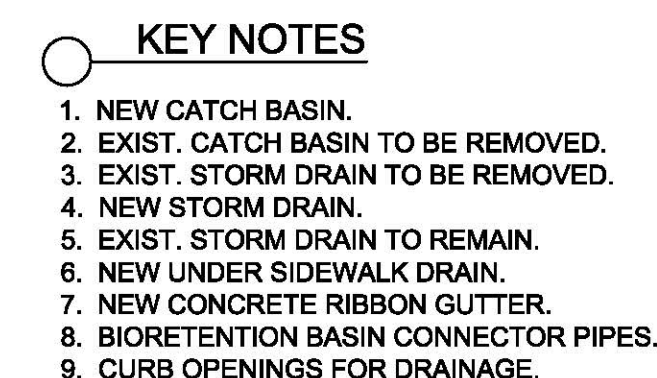 KEY NOTES
1. NEW CATCH BASIN.
2. EXIST. CATCH BASIN TO BE REMOVED.
3. EXIST. STORM DRAIN TO BE REMOVED.
4. NEW STORM DRAIN.
5. EXIST. STORM DRAIN TO REMAIN.
6. NEW UNDER SIDEWALK DRAIN.
7. NEW CONCRETE RIBBON GUTTER.
8. BIORETENTION BASIN CONNECTOR PIPES.
9. CURB OPENINGS FOR DRAINAGE.